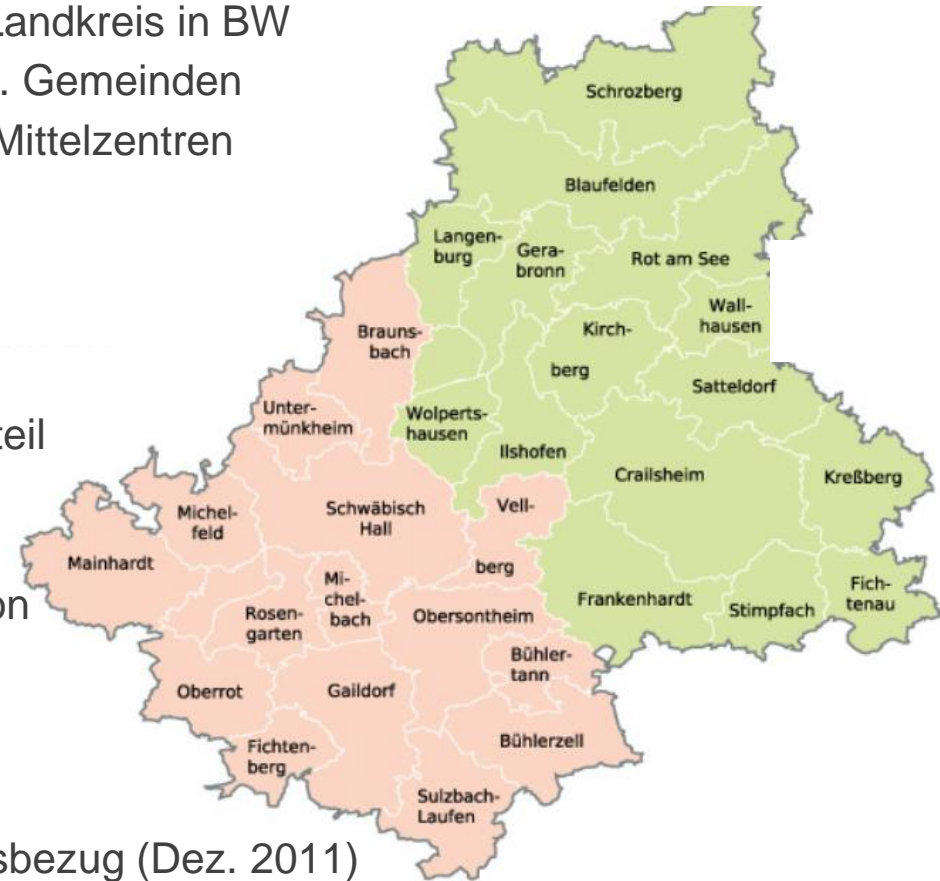 Landkreis in BW
. Gemeinden
Mittelzentren
teil
on
sbezug (Dez. 2011)
Schrozberg
Blaufelden
Langen-
burg
Gera-
bronn
Rot am See
Wall-
hausen
Kirch-
berg
Satteldorf
Brauns-
bach
Unter-
münkheim
Wolperts-
hausen
Ilshofen
Crailsheim
Kreßberg
Vell-
berg
Schwäbisch
Hall
Michel-
feld
Mainhardt
Mi-
chel-
bach
Rosen-
garten
Obersontheim
Frankenhardt
Stimpfach
Fich-
tenau
Bühler-
tann
Oberrot
Gaildorf
Bühlerzell
Fichten-
berg
Sulzbach-
Laufen